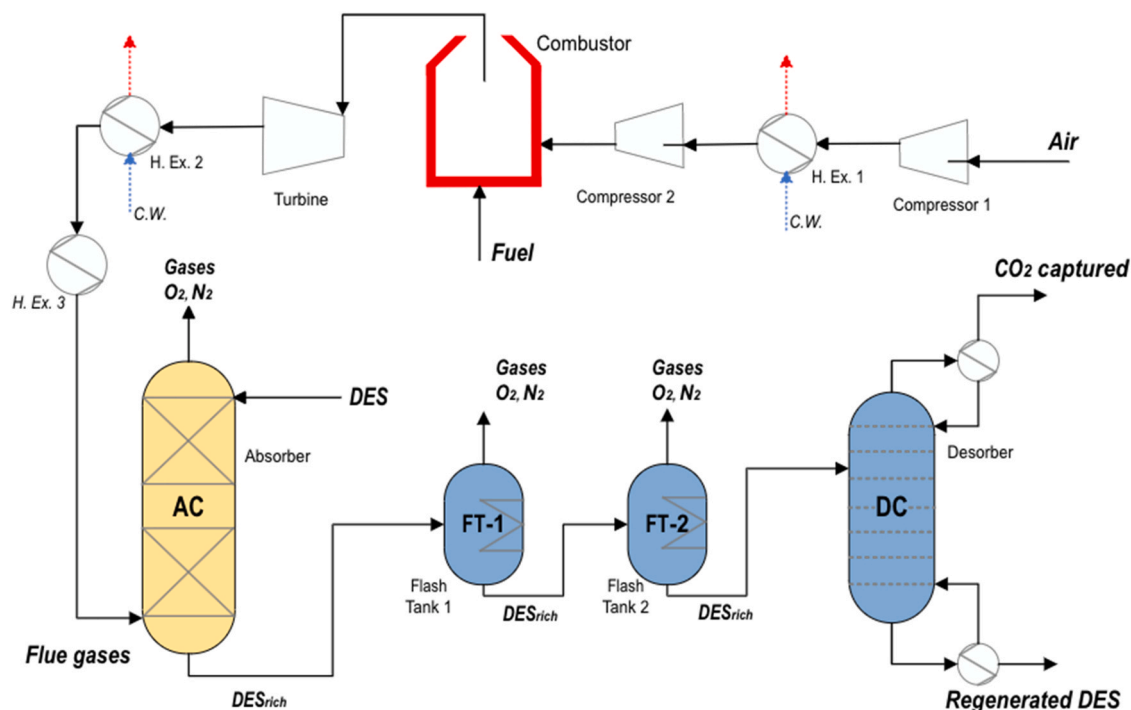 Combustor
Air
H. Ex. 2
H. Ex. 1
C.W.
Turbine
Compressor 2
C.W.
Compressor 1
Fuel
H. Ex. 3
Gases
O2, N2
CO2 captured
Gases
O2, N2
Gases
O2, N2
DES
Absorber
Desorber
AC
FT-1
FT-2
DC
Flash
Tank 1
Flash
Tank 2
DESrich
DESrich
Flue gases
DESrich
Regenerated DES